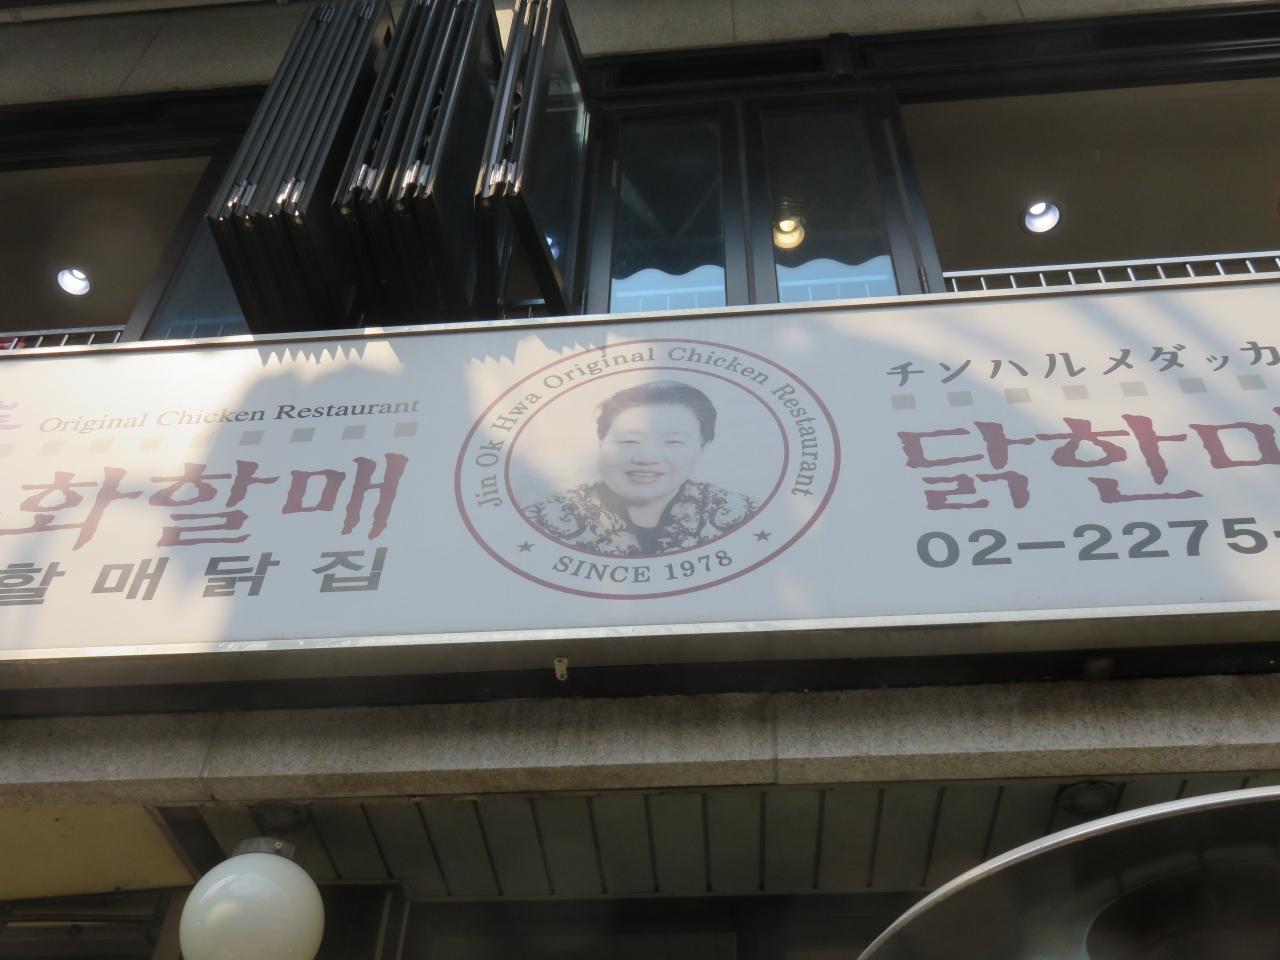 Original Chicken Restaurant
화할매
할매닭집
Jin Ok Hwa Original Chicken Restaurant
★ SINCE 1978 ★
チンハルメダッカ
닭한마
02-2275-